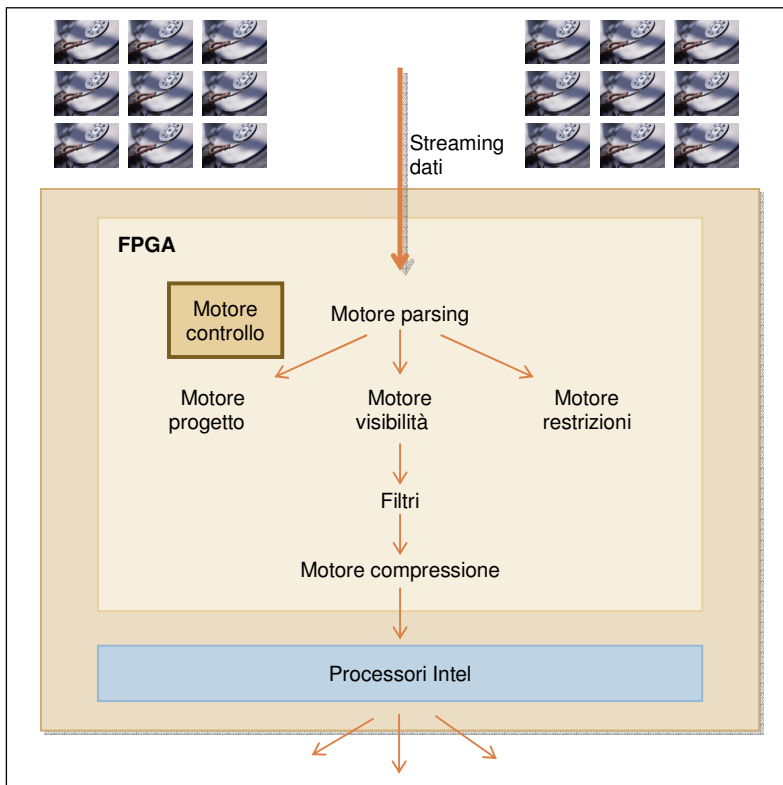 Streaming
dati
FPGA
Motore
controllo
Motore parsing
Motore
progetto
Motore
visibilità
Motore
restrizioni
Filtri
Motore compressione
Processori Intel